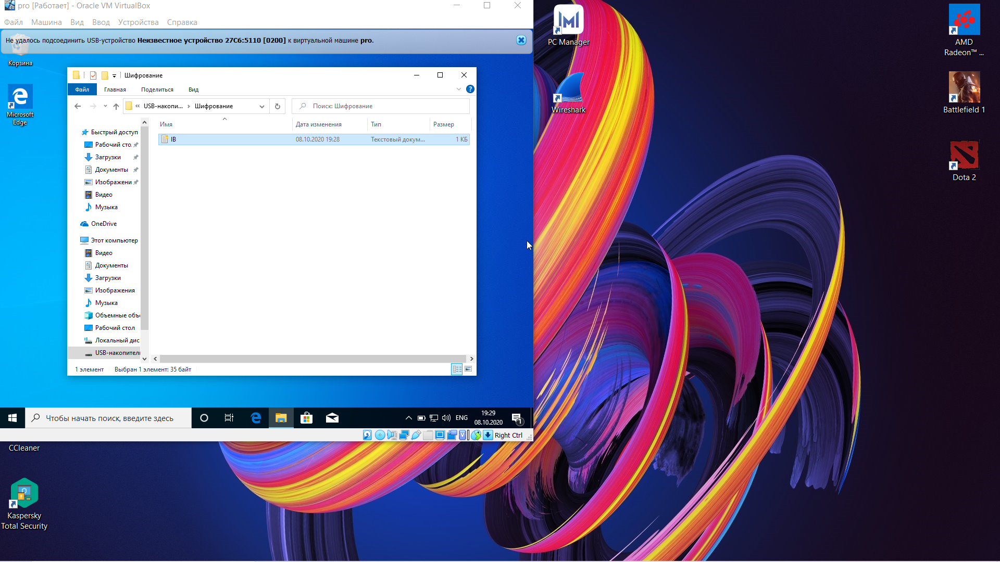 pro [Работает] - Oracle VM VirtualBox
Файл Машина Вид Ввод Устройства Справка
Не удалось подсоединить USB-устройство Неизвестное устройство 27C6:5110 [0200] к виртуальной машине pro.
Корзина
Microsoft
Edge
Шифрование
Файл Главная Поделиться Вид
USB-накопи... Шифрование
Поиск: Шифрование
Имя Дата изменения Тип Размер
IB 08.10.2020 19:28 Текстовый докум... 1 КБ
Быстрый доступ
Рабочий сто.
Загрузки
Документы
Изображени
Видео
Музыка
OneDrive
Этот компьютер
Видео
Документы
Загрузки
Изображения
Музыка
Объемные объ
Рабочий стол
Локальный дис
USB-накопител
1 элемент Выбран 1 элемент: 35 байт
Чтобы начать поиск, введите здесь
ENG
19:29
08.10.2020
1
Right Ctrl
CCleaner
Kaspersky
Total Security
PC Manager
Wireshark
AMD
Radeon™ ...
Battlefield 1
Dota 2